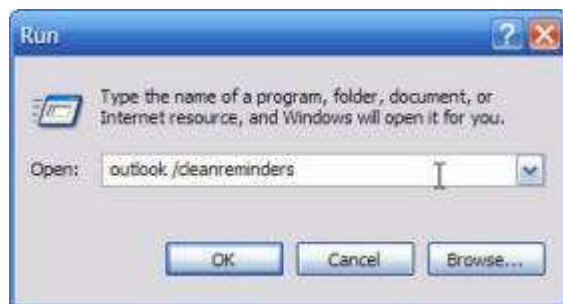 Run
Type the name of a program, folder, document, or
Internet resource, and Windows will open it for you.
Open:
outlook /cleanreminders
OK
Cancel
Browse...